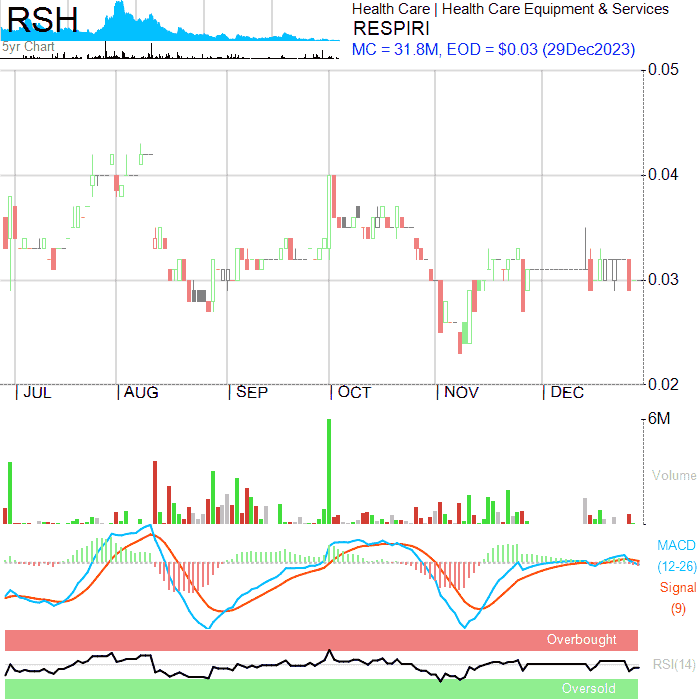 RSH
5yr Chart
Health Care | Health Care Equipment & Services
RESPIRI
MC = 31.8M, EOD = $0.03 (29Dec2023)
0.05
0.04
0.03
0.02
| JUL | AUG | SEP | OCT | NOV | DEC
6M
Volume
MACD
(12-26)
Signal
(9)
Overbought
RSI(14)
Oversold